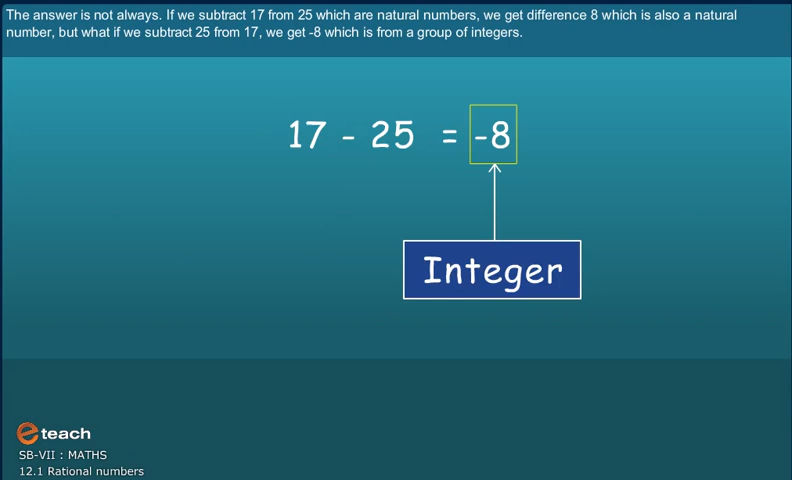 The answer is not always. If we subtract 17 from 25 which are natural numbers, we get difference 8 which is also a natural
number, but what if we subtract 25 from 17, we get -8 which is from a group of integers.
17 - 25 = -8
Integer
e teach
SB-VII : MATHS
12.1 Rational numbers